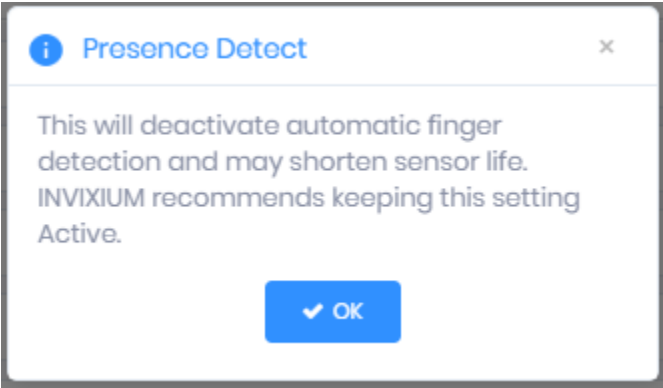 Presence Detect
This will deactivate automatic finger
detection and may shorten sensor life.
INVIXIUM recommends keeping this setting
Active.
OK